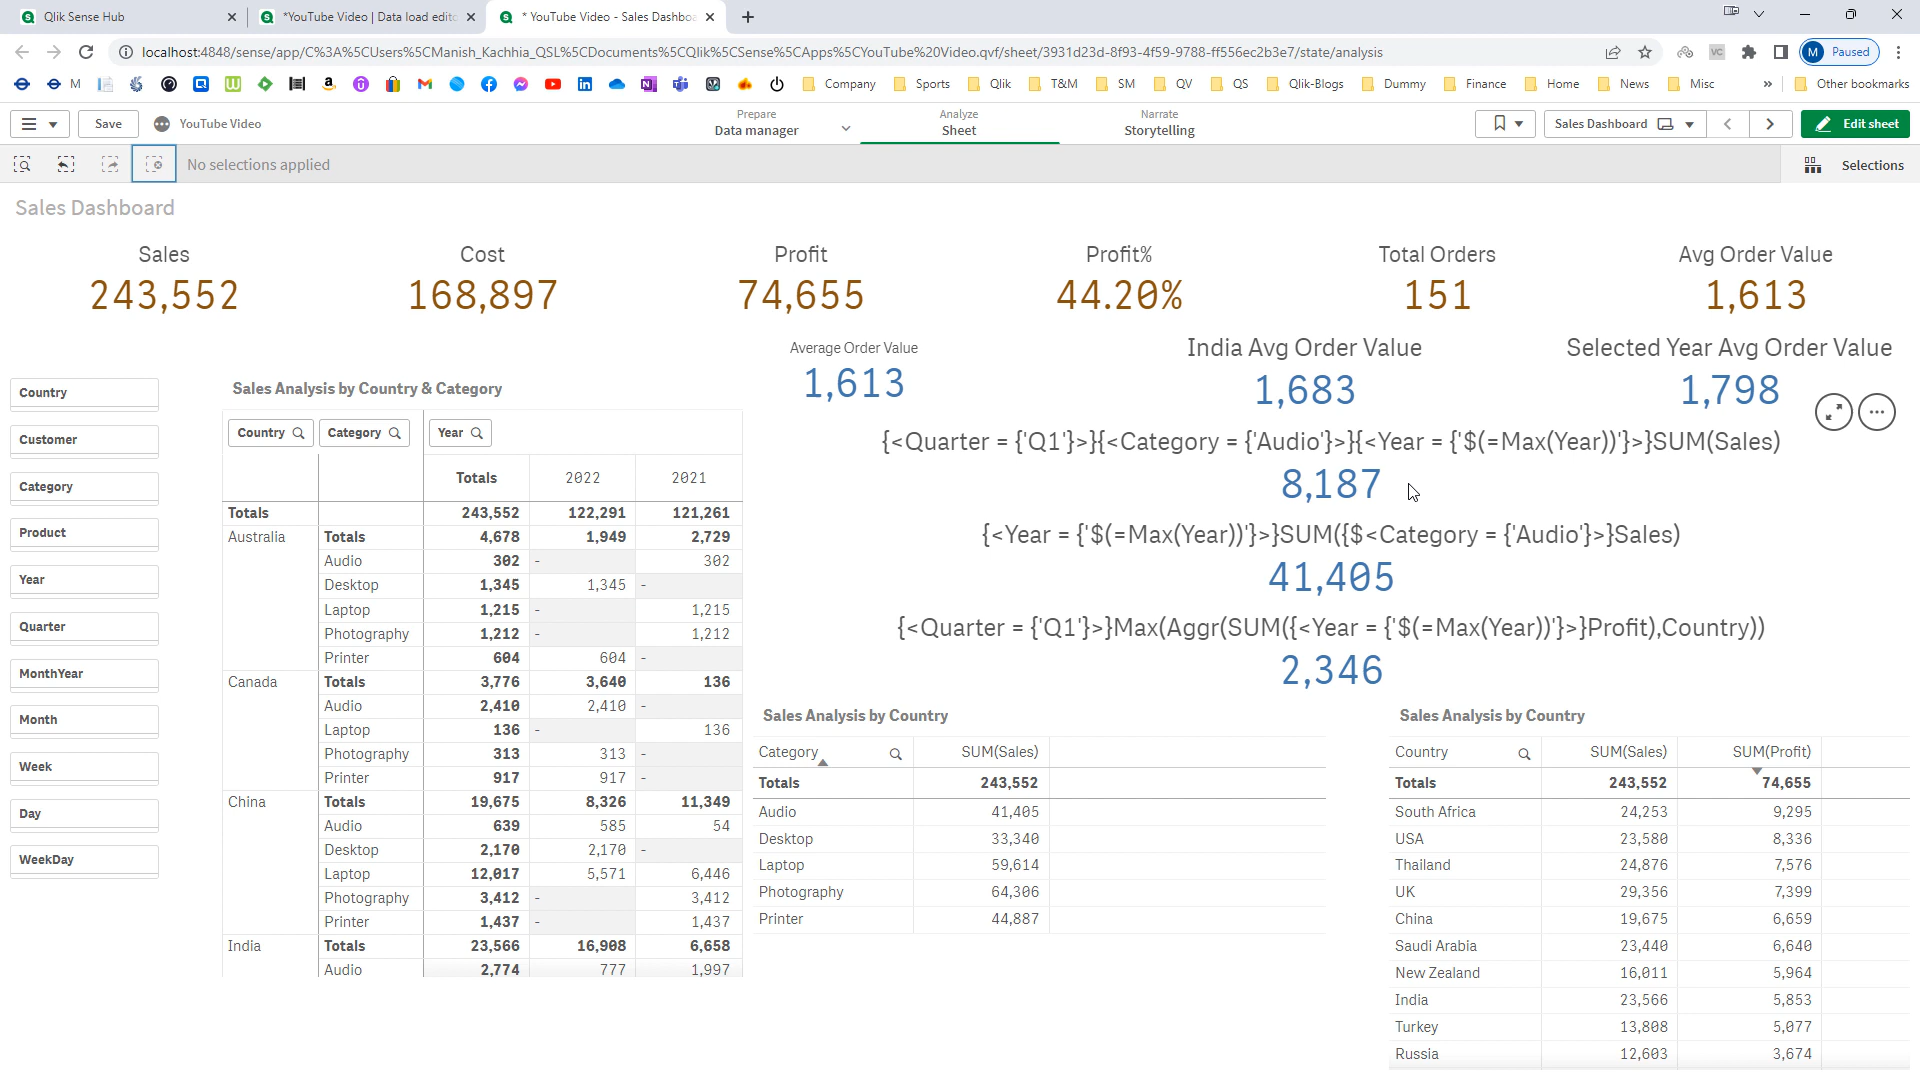 Qlik Sense Hub
*YouTube Video | Data load edito
* YouTube Video - Sales Dashboa
localhost:4848/sense/app/C%3A%5CUsers%5CManish_Kachhia_QSL%5CDocuments%5CQlik%5CSense%5CApps%5CYouTube%20Video.qvf/sheet/3931d23d-8f93-4f59-9788-ff556ec2b3e7/state/analysis
VC
M Paused
M
Company Sports Qlik T&M SM QV QS Qlik-Blogs Dummy Finance Home News Misc » Other bookmarks
Save
YouTube Video
Prepare
Data manager
Analyze
Sheet
Narrate
Storytelling
Sales Dashboard
Edit sheet
No selections applied
Selections
Sales Dashboard
Sales Cost Profit Profit% Total Orders Avg Order Value
243,552 168,897 74,655 44.20% 151 1,613
Average Order Value India Avg Order Value Selected Year Avg Order Value
1,613 1,683 1,798
Country
Customer
Category
Product
Year
Quarter
MonthYear
Month
Week
Day
WeekDay
Sales Analysis by Country & Category
Country Category Year
Totals 2022 2021
Totals 243,552 122,291 121,261
Australia Totals 4,678 1,949 2,729
Audio 302 - 302
Desktop 1,345 1,345 -
Laptop 1,215 - 1,215
Photography 1,212 - 1,212
Printer 604 604 -
Canada Totals 3,776 3,640 136
Audio 2,410 2,410 -
Laptop 136 - 136
Photography 313 313 -
Printer 917 917 -
China Totals 19,675 8,326 11,349
Audio 639 585 54
Desktop 2,170 2,170 -
Laptop 12,017 5,571 6,446
Photography 3,412 - 3,412
Printer 1,437 - 1,437
India Totals 23,566 16,908 6,658
Audio 2,774 777 1,997
{<Quarter = {'Q1'}>}{<Category = {'Audio'}>}{<Year = {'$(=Max(Year))'}>}SUM(Sales)
8,187
{<Year = {'$(=Max(Year))'}>}SUM({$<Category = {'Audio'}>}Sales)
41,405
{<Quarter = {'Q1'}>}Max(Aggr(SUM({<Year = {'$(=Max(Year))'}>}Profit),Country))
2,346
Sales Analysis by Country
Category SUM(Sales)
Totals 243,552
Audio 41,405
Desktop 33,340
Laptop 59,614
Photography 64,306
Printer 44,887
Sales Analysis by Country
Country SUM(Sales) SUM(Profit)
Totals 243,552 74,655
South Africa 24,253 9,295
USA 23,580 8,336
Thailand 24,876 7,576
UK 29,356 7,399
China 19,675 6,659
Saudi Arabia 23,440 6,640
New Zealand 16,011 5,964
India 23,566 5,853
Turkey 13,808 5,077
Russia 12,603 3,674